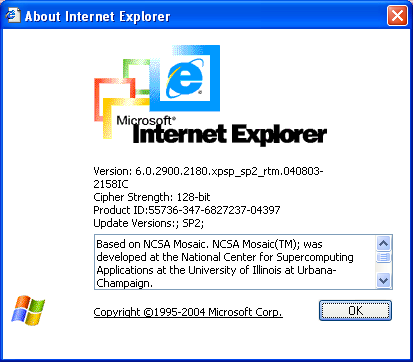 About Internet Explorer
Microsoft®
Internet Explorer
Version: 6.0.2900.2180.xpsp_sp2_rtm.040803-
2158IC
Cipher Strength: 128-bit
Product ID:55736-347-6827237-04397
Update Versions:; SP2;
Based on NCSA Mosaic. NCSA Mosaic(TM); was
developed at the National Center for Supercomputing
Applications at the University of Illinois at Urbana-
Champaign.
Copyright ©1995-2004 Microsoft Corp.
OK